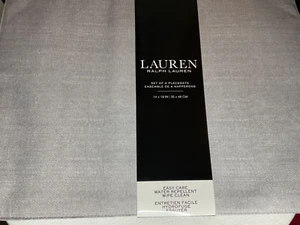 LAUREN
RALPH LAUREN
SET OF 4 PLACEMATS
ENSEMBLE DE 4 NAPPERONS
EASY CARE
WATER REPELLENT
WIPE CLEAN
ENTRETIEN FACILE
HYDROFUGE
ESSUYER